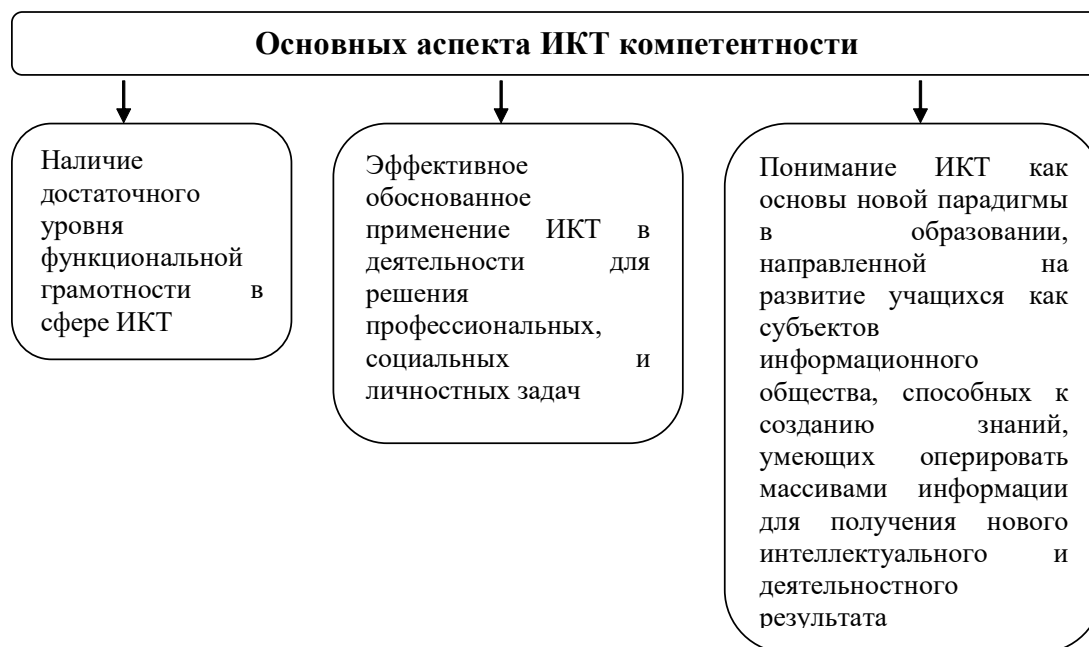 Основных аспекта ИКТ компетентности
Наличие
достаточного
уровня
функциональной
грамотности в
сфере ИКТ
Эффективное
обоснованное
применение ИКТ в
деятельности для
решения
профессиональных,
социальных и
личностных задач
Понимание ИКТ как
основы новой парадигмы
в образовании,
направленной на
развитие учащихся как
субъектов
информационного
общества, способных к
созданию знаний,
умеющих оперировать
массивами информации
для получения нового
интеллектуального и
деятельностного
результата